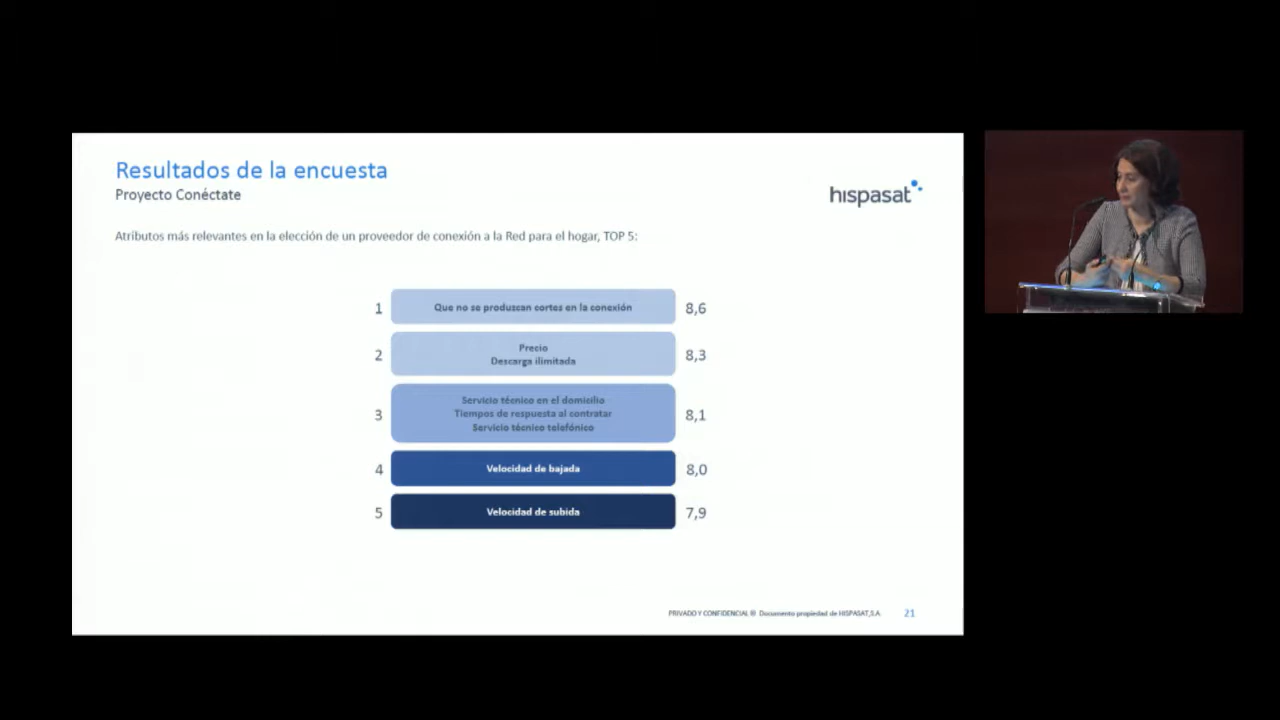 Resultados de la encuesta
Proyecto Conéctate
hispasat
Atributos más relevantes en la elección de un proveedor de conexión a la Red para el hogar, TOP 5:
1 Que no se produzcan cortes en la conexión 8,6
2 Precio
Descarga ilimitada 8,3
3 Servicio técnico en el domicilio
Tiempos de respuesta al contratar
Servicio técnico telefónico 8,1
4 Velocidad de bajada 8,0
5 Velocidad de subida 7,9
PRIVADO Y CONFIDENCIAL ® Documento propiedad de HISPASAT,S.A. 21